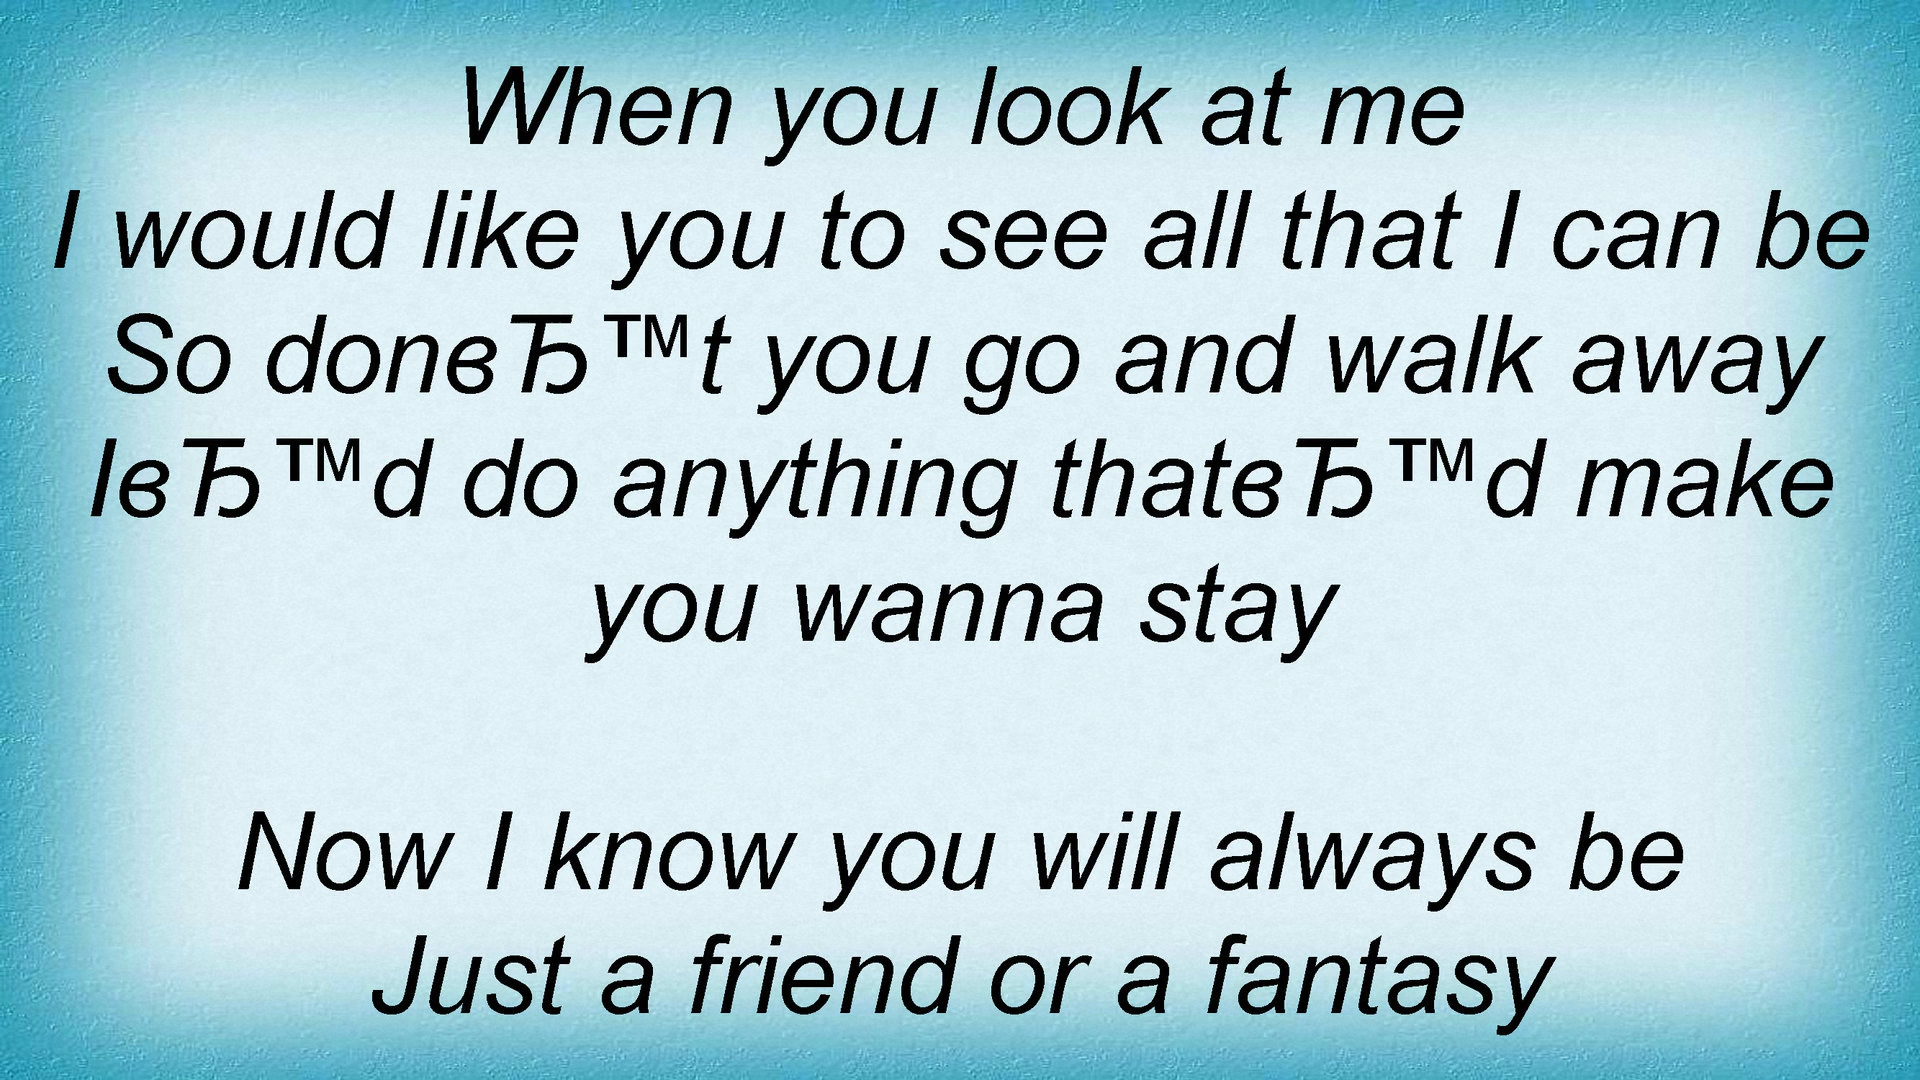 When you look at me
I would like you to see all that I can be
So donвЂ™t you go and walk away
IвЂ™d do anything thatвЂ™d make
you wanna stay
Now I know you will always be
Just a friend or a fantasy